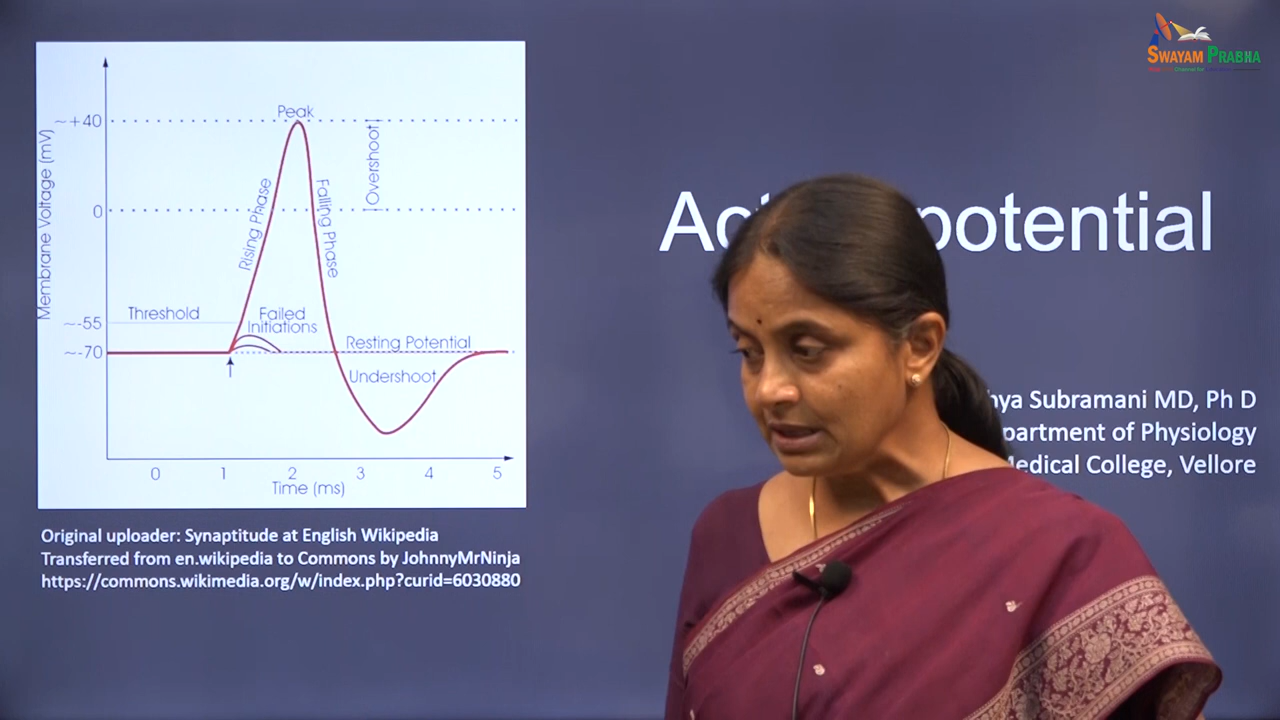 SWAYAM PRABHA
Peak
~ +40
Overshoot
Membrane Voltage (mV)
0
Rising Phase
Falling Phase
Threshold
Failed
Initiations
~-55
Resting Potential
~-70
Undershoot
0 1 2 3 4 5
Time (ms)
Original uploader: Synaptitude at English Wikipedia
Transferred from en.wikipedia to Commons by JohnnyMrNinja
https://commons.wikimedia.org/w/index.php?curid=6030880
potential
Subramani MD, Ph D
of Physiology
Medical College, Vellore